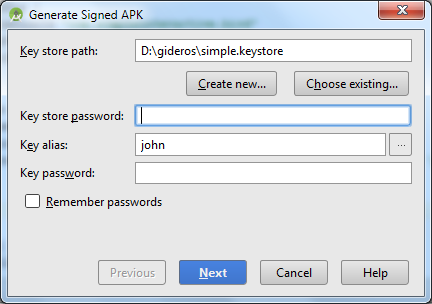 Generate Signed APK
Key store path: D:\gideros\simple.keystore
Create new... Choose existing...
Key store password:
Key alias: john ...
Key password:
Remember passwords
Previous Next Cancel Help